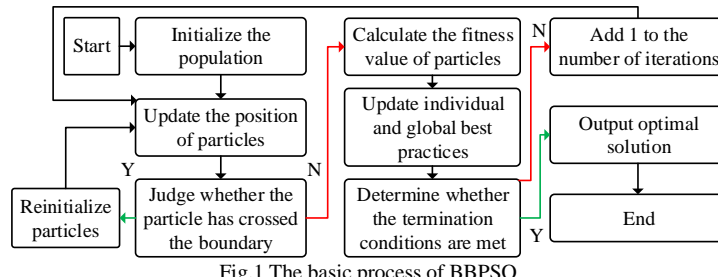 Start
Initialize the
population
Update the position
of particles
Y
N
Reinitialize
particles
Judge whether the
particle has crossed
the boundary
Calculate the fitness
value of particles
Update individual
and global best
practices
Determine whether
the termination
conditions are met
N
Y
Add 1 to the
number of iterations
Output optimal
solution
End
Fig.1 The basic process of BBPSO